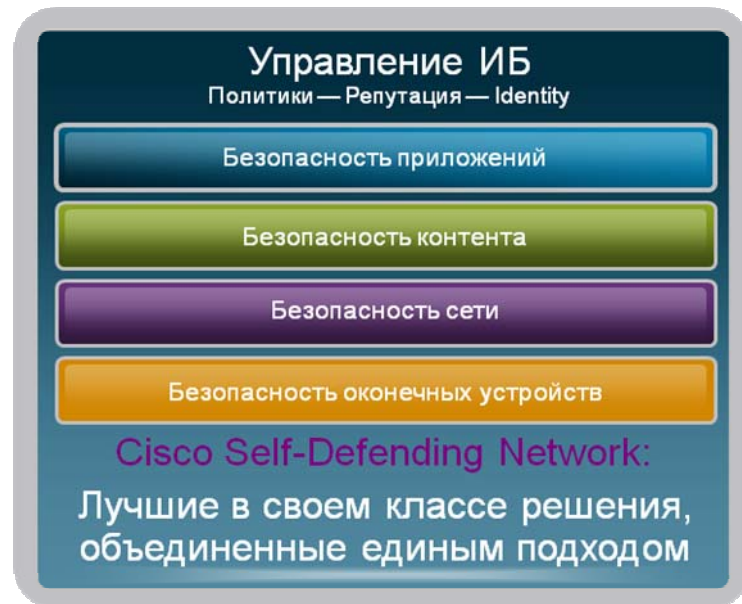 Управление ИБ
Политики — Репутация — Identity
Безопасность приложений
Безопасность контента
Безопасность сети
Безопасность оконечных устройств
Cisco Self-Defending Network:
Лучшие в своем классе решения,
объединенные единым подходом